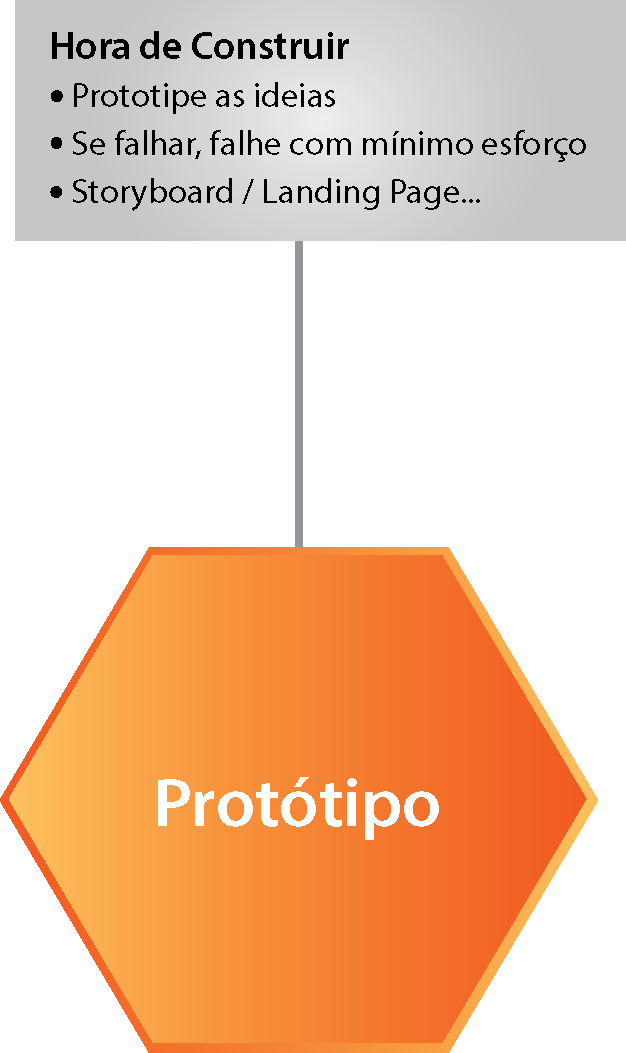 Hora de Construir
• Prototipe as ideias
• Se falhar, falhe com mínimo esforço
• Storyboard / Landing Page...
Protótipo